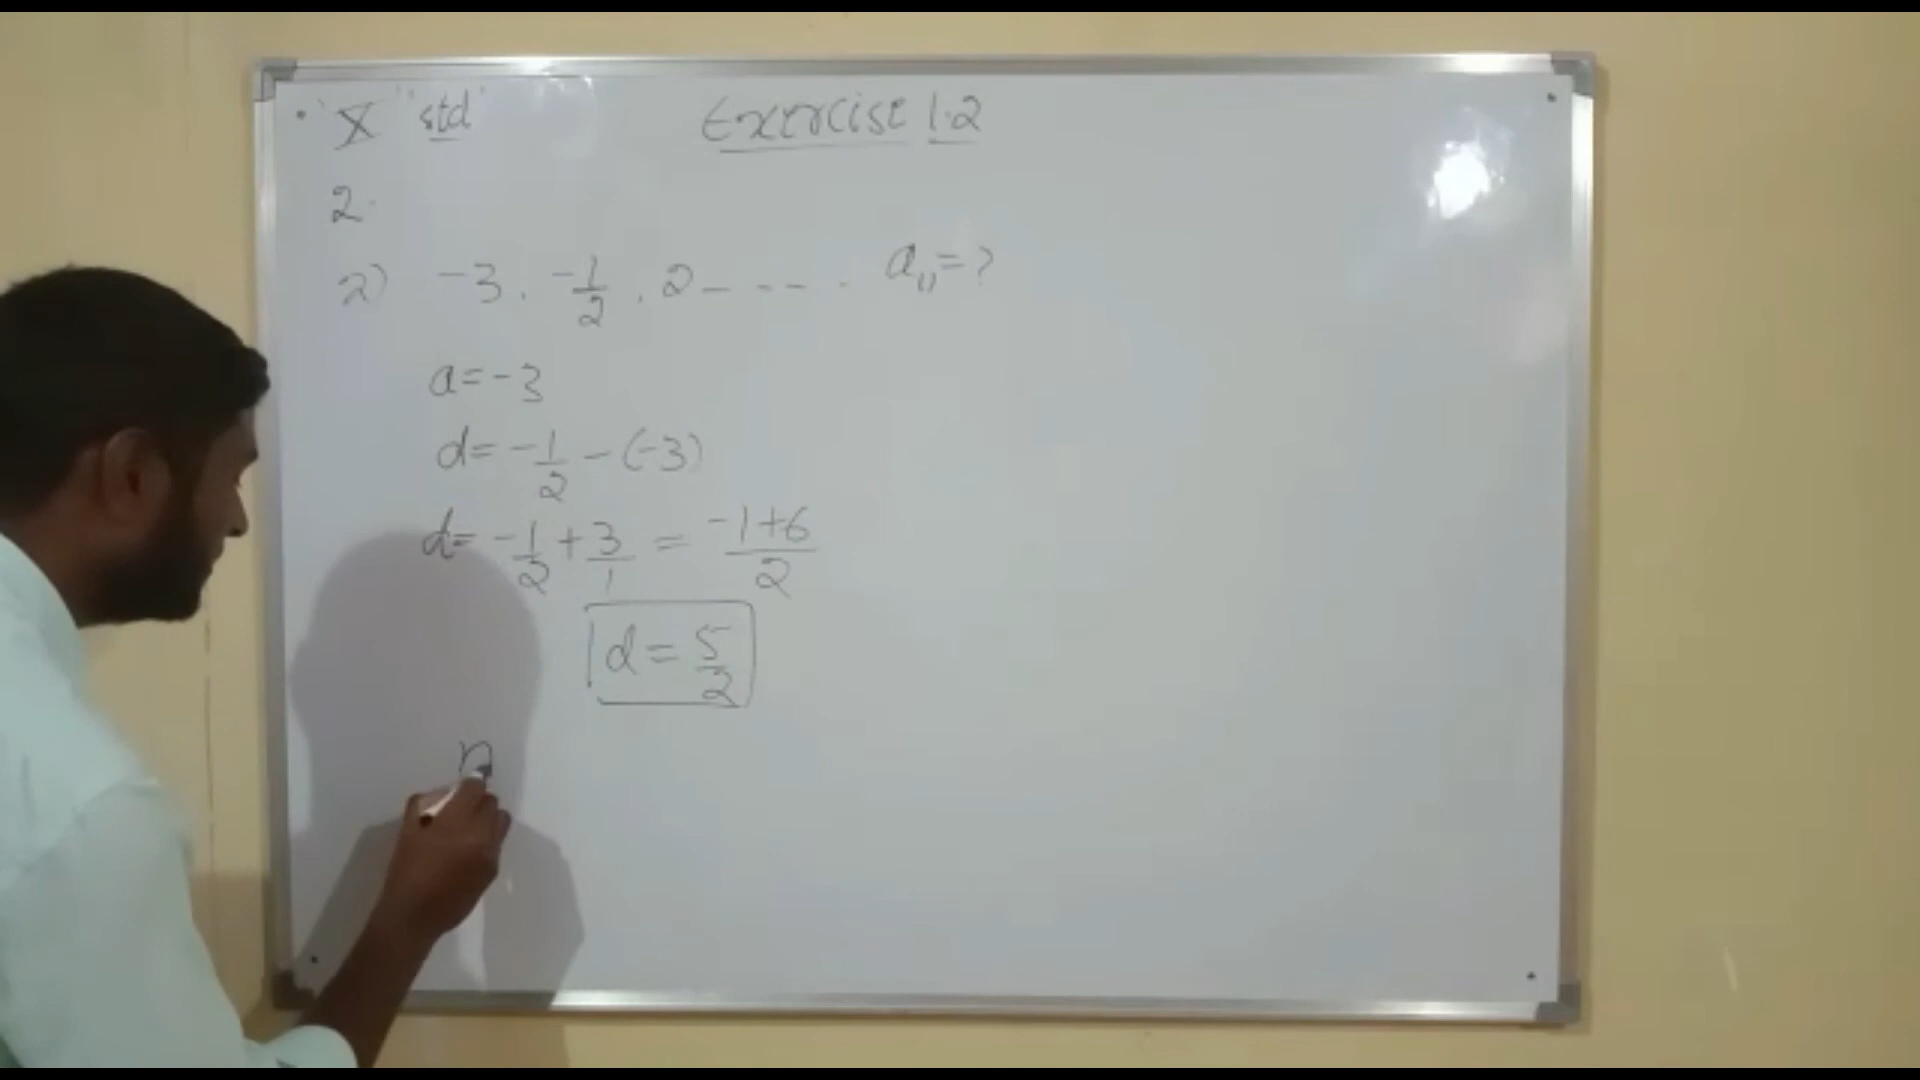 "X" "std" Exercise 1.2
2.
2) -3, -1/2, 2 - - - - . a₁₁=?
a=-3
d= -1/2 - (-3)
d= -1/2 + 3/1 = (-1+6)/2
d = 5/2
n